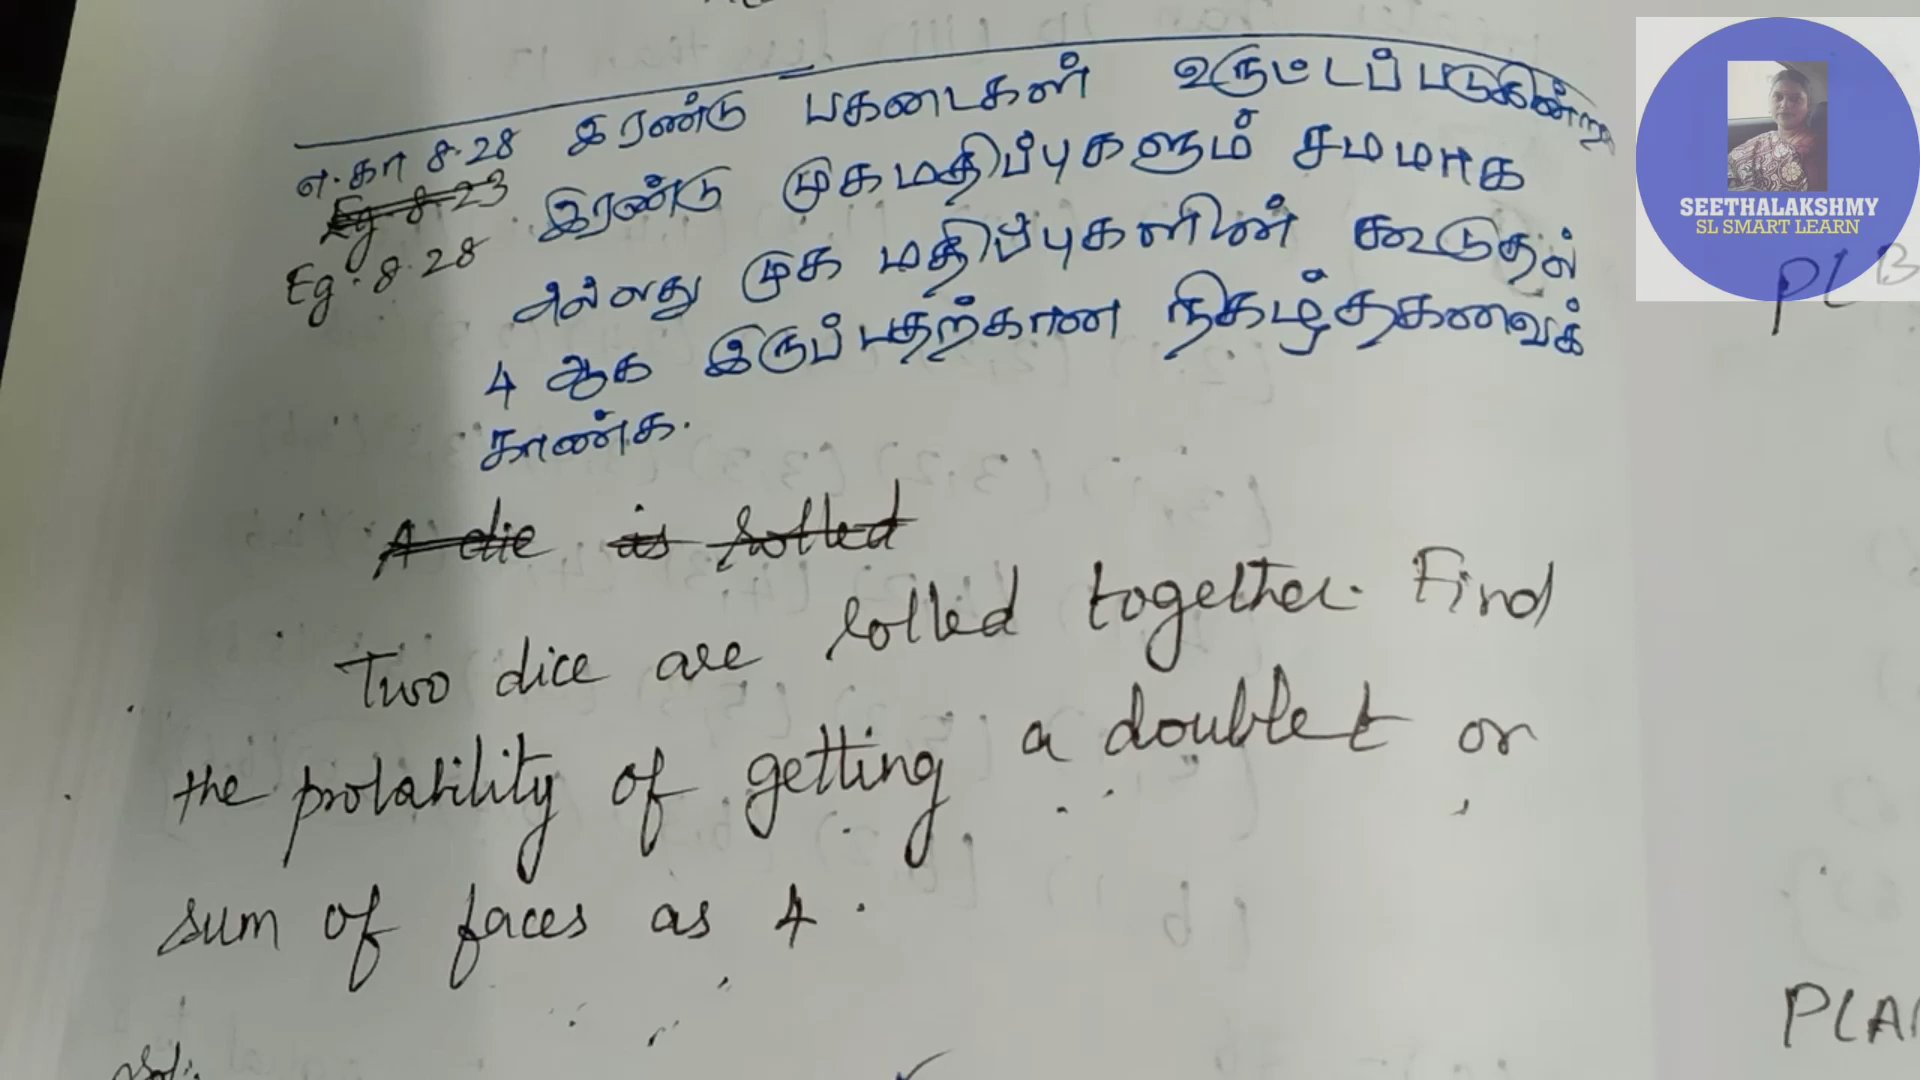 எ.கா 8.28 இரண்டு பகடைகள் உருட்டப்படுகின்றன
Eg 8.23 இரண்டு முகமதிப்புகளும் சமமாக
Eg. 8.28 அல்லது முக மதிப்புகளின் கூடுதல்
4 ஆக இருப்பதற்கான நிகழ்தகவைக்
காண்க.
A die is rolled
Two dice are rolled together. Find
the probability of getting a doublet or
sum of faces as 4.
Sol:
SEETHALAKSHMY
SL SMART LEARN